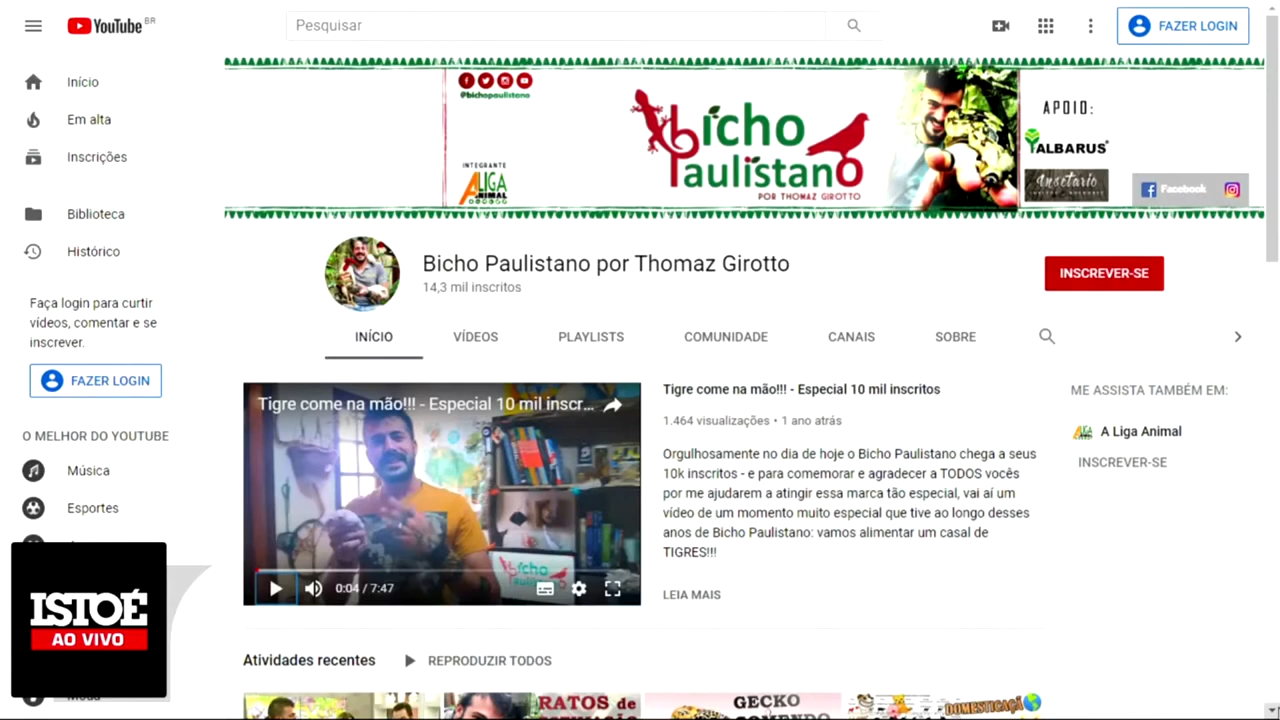 YouTube BR
Pesquisar
FAZER LOGIN
Início
Em alta
Inscrições
Biblioteca
Histórico
Faça login para curtir
vídeos, comentar e se
inscrever.
FAZER LOGIN
O MELHOR DO YOUTUBE
Música
Esportes
@bichopaulistano
INTEGRANTE
A LIGA
ANIMAL
bicho
Paulistano
POR THOMAZ GIROTTO
APOIO:
ALBARUS
Insetario
Facebook
Bicho Paulistano por Thomaz Girotto
14,3 mil inscritos
INSCREVER-SE
INÍCIO
VÍDEOS
PLAYLISTS
COMUNIDADE
CANAIS
SOBRE
Tigre come na mão!!! - Especial 10 mil inscr...
bicho
0:04 / 7:47
Tigre come na mão!!! - Especial 10 mil inscritos
1.464 visualizações • 1 ano atrás
Orgulhosamente no dia de hoje o Bicho Paulistano chega a seus
10k inscritos - e para comemorar e agradecer a TODOS vocês
por me ajudarem a atingir essa marca tão especial, vai aí um
vídeo de um momento muito especial que tive ao longo desses
anos de Bicho Paulistano: vamos alimentar um casal de
TIGRES!!!
LEIA MAIS
ME ASSISTA TAMBÉM EM:
A Liga Animal
INSCREVER-SE
Atividades recentes
REPRODUZIR TODOS
RATOS de
GECKO
ISTOÉ
AO VIVO